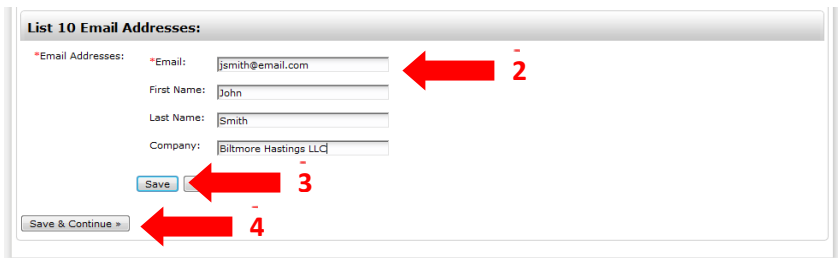 List 10 Email Addresses:
*Email Addresses:
*Email: jsmith@email.com
2
First Name: John
Last Name: Smith
Company: Biltmore Hastings LLC
Save
3
Save & Continue »
4